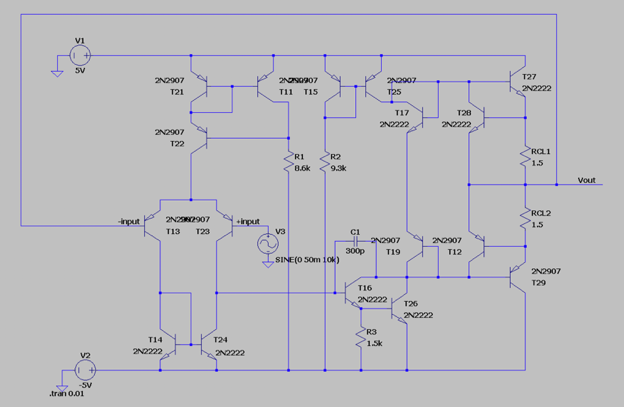 V1
5V
2N2907
T21
T11
T15
2N2907
T25
T27
2N2222
2N2907
T22
T17
2N2222
T28
2N2222
R1
8.6k
R2
9.3k
RCL1
1.5
Vout
-input
T13
T23
+input
V3
SINE(0 50m 10k)
C1
300p
2N2907
T19
2N2907
T12
RCL2
1.5
2N2907
T29
T16
2N2222
T26
2N2222
T14
2N2222
T24
2N2222
R3
1.5k
V2
-5V
.tran 0.01